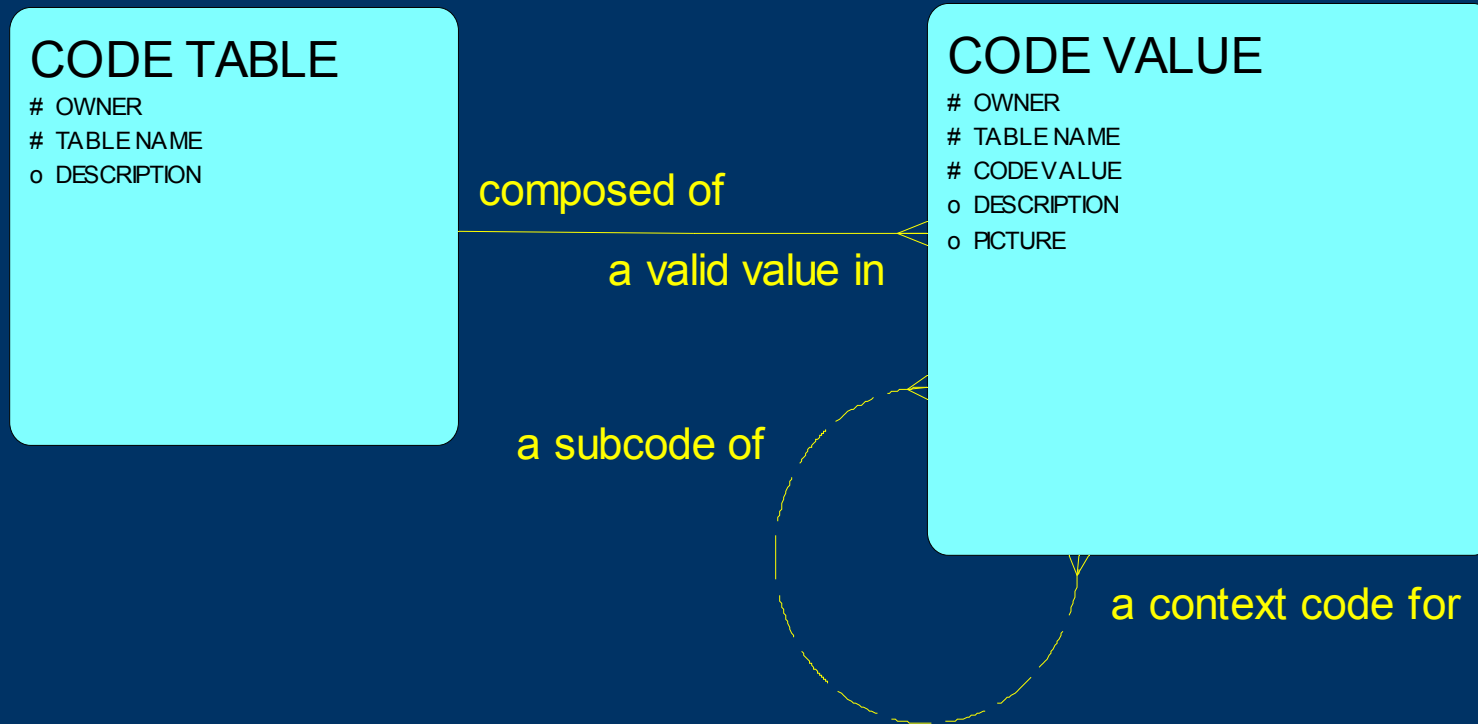 CODE TABLE
# OWNER
# TABLE NAME
o DESCRIPTION
composed of
a valid value in
CODE VALUE
# OWNER
# TABLE NAME
# CODE VALUE
o DESCRIPTION
o PICTURE
a subcode of
a context code for